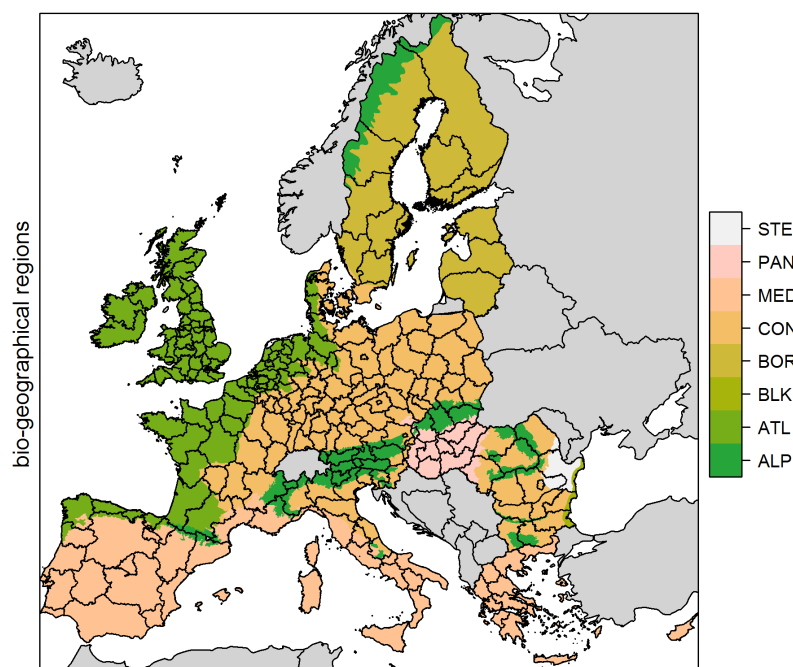 bio-geographical regions
STE
PAN
MED
CON
BOR
BLK
ATL
ALP